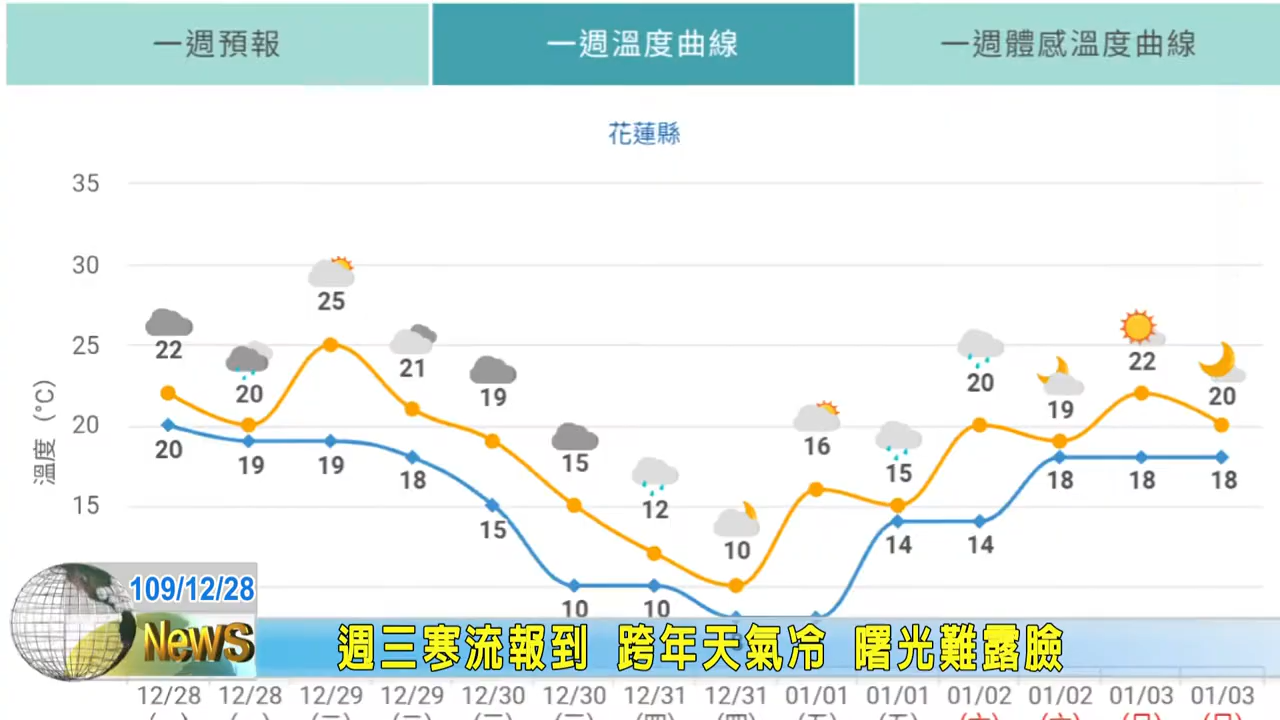 一週預報 一週溫度曲線 一週體感溫度曲線
花蓮縣
溫度 (°C)
35
30
25
20
15
22 20 25 21 19 15 12 10 16 15 20 19 22 20
20 19 19 18 15 10 10 14 14 18 18 18
109/12/28
News
週三寒流報到 跨年天氣冷 曙光難露臉
12/28 12/28 12/29 12/29 12/30 12/30 12/31 12/31 01/01 01/01 01/02 01/02 01/03 01/03